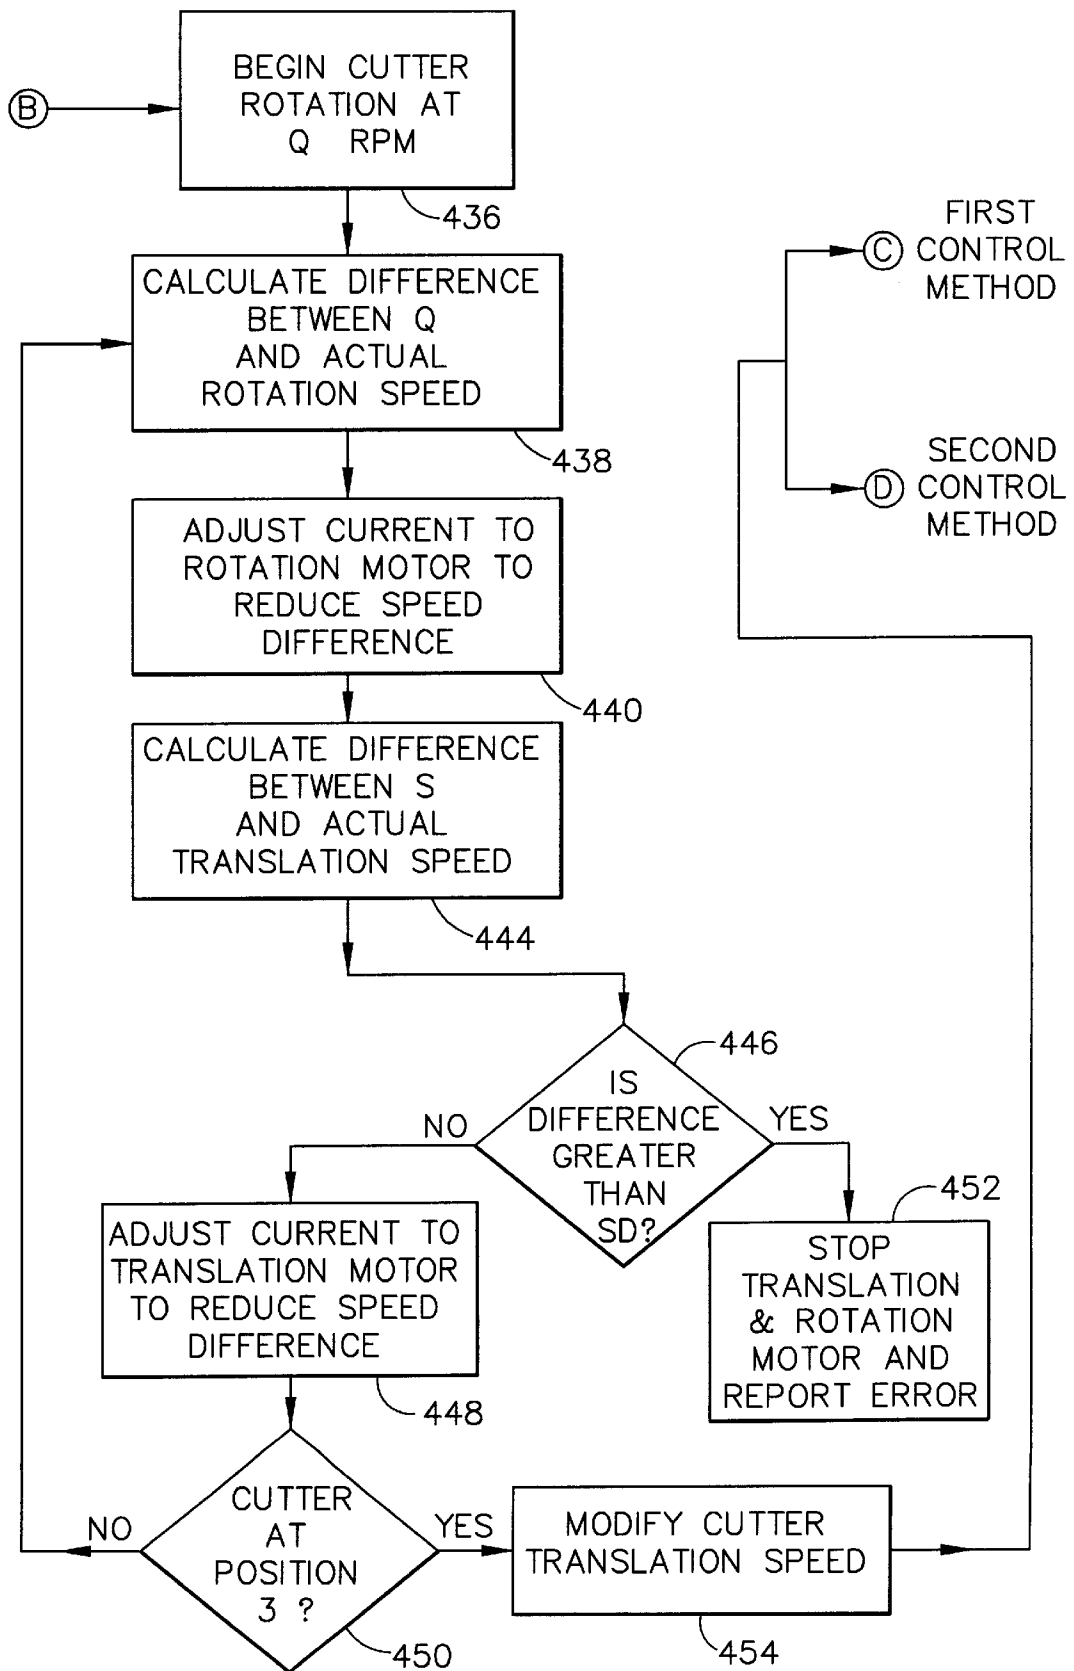 BEGIN CUTTER
ROTATION AT
Q RPM
B
436
FIRST
CONTROL
METHOD
C
CALCULATE DIFFERENCE
BETWEEN Q
AND ACTUAL
ROTATION SPEED
438
SECOND
CONTROL
METHOD
D
ADJUST CURRENT TO
ROTATION MOTOR TO
REDUCE SPEED
DIFFERENCE
440
CALCULATE DIFFERENCE
BETWEEN S
AND ACTUAL
TRANSLATION SPEED
444
446
IS
DIFFERENCE
GREATER
THAN
SD?
NO
YES
452
STOP
TRANSLATION
& ROTATION
MOTOR AND
REPORT ERROR
ADJUST CURRENT TO
TRANSLATION MOTOR
TO REDUCE SPEED
DIFFERENCE
448
CUTTER
AT
POSITION
3 ?
NO
YES
450
MODIFY CUTTER
TRANSLATION SPEED
454